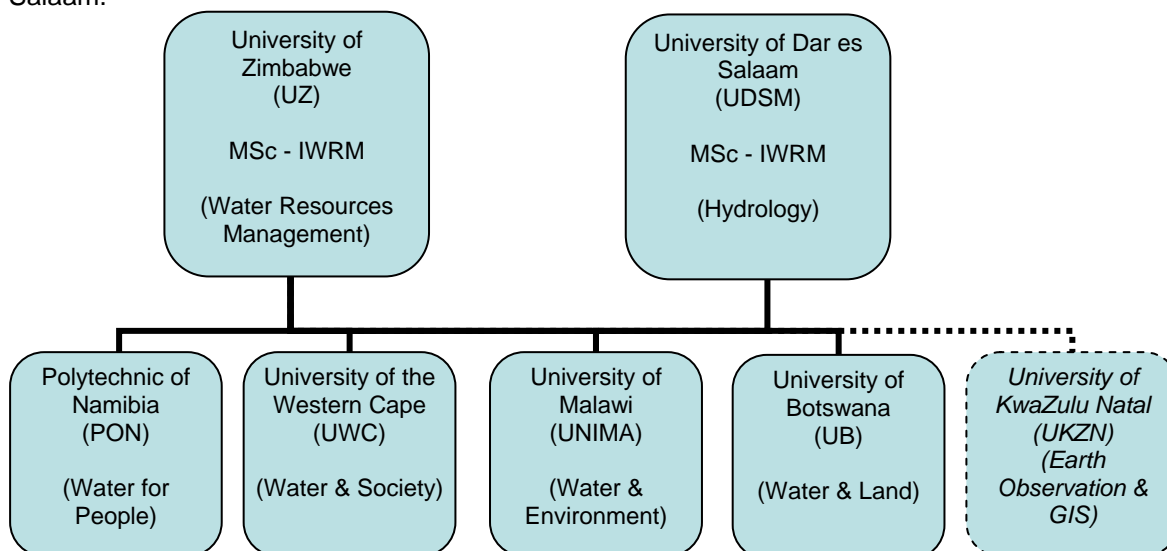 Salaam.
University of
Zimbabwe
(UZ)
MSc - IWRM
(Water Resources
Management)
University of Dar es
Salaam
(UDSM)
MSc - IWRM
(Hydrology)
Polytechnic of
Namibia
(PON)
(Water for
People)
University of the
Western Cape
(UWC)
(Water & Society)
University of
Malawi
(UNIMA)
(Water &
Environment)
University of
Botswana
(UB)
(Water & Land)
University of
KwaZulu Natal
(UKZN)
(Earth
Observation &
GIS)